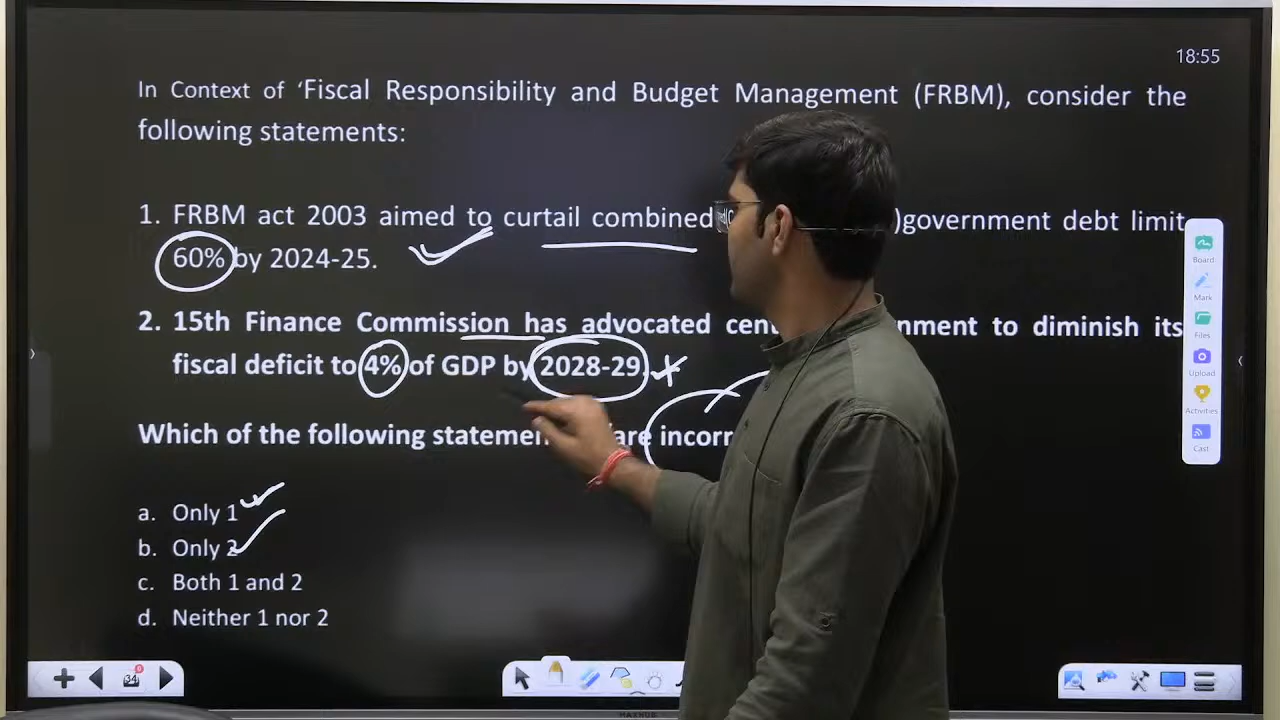 18:55
In Context of ‘Fiscal Responsibility and Budget Management (FRBM), consider the
following statements:
1. FRBM act 2003 aimed to curtail combined )government debt limit
60% by 2024-25.
2. 15th Finance Commission has advocated to diminish its
fiscal deficit to 4% of GDP by 2028-29.
Which of the following are
a. Only 1
b. Only 2
c. Both 1 and 2
d. Neither 1 nor 2
Board
Mark
Files
Upload
Activities
Cast
34
6
MAXHUB